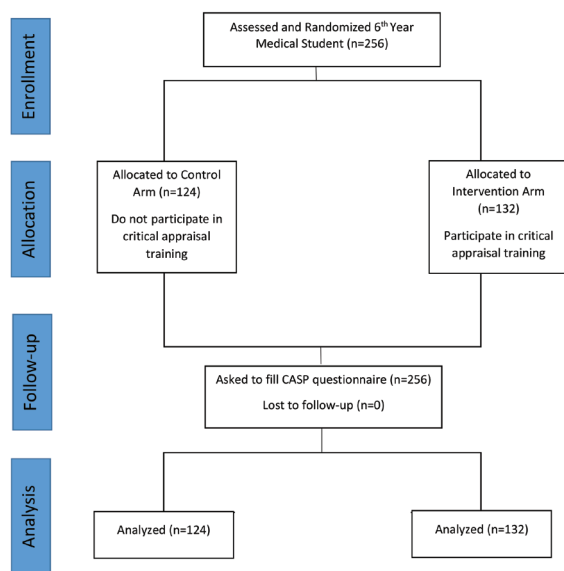 Enrollment
Assessed and Randomized 6th Year
Medical Student (n=256)
Allocation
Allocated to Control
Arm (n=124)
Do not participate in
critical appraisal
training
Allocated to
Intervention Arm
(n=132)
Participate in critical
appraisal training
Follow-up
Asked to fill CASP questionnaire (n=256)
Lost to follow-up (n=0)
Analysis
Analyzed (n=124)
Analyzed (n=132)